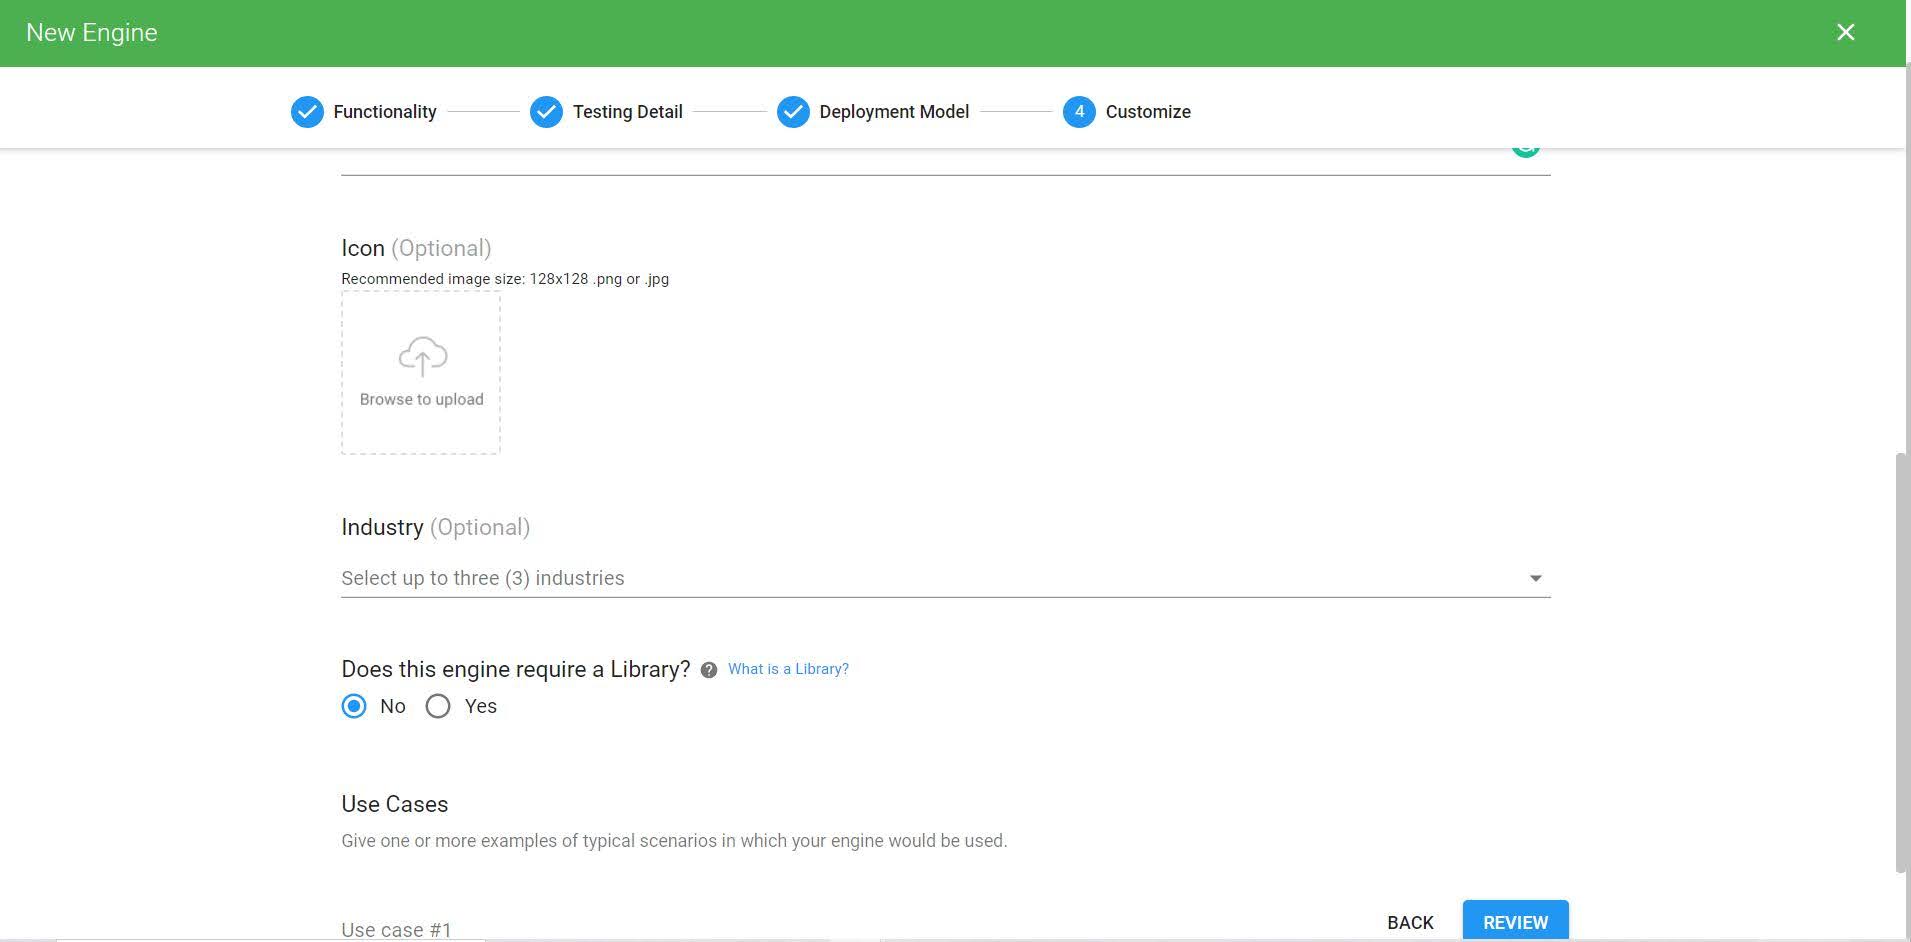 New Engine
Functionality
Testing Detail
Deployment Model
4 Customize
Icon (Optional)
Recommended image size: 128x128 .png or .jpg
Browse to upload
Industry (Optional)
Select up to three (3) industries
Does this engine require a Library? ? What is a Library?
No Yes
Use Cases
Give one or more examples of typical scenarios in which your engine would be used.
Use case #1
BACK REVIEW